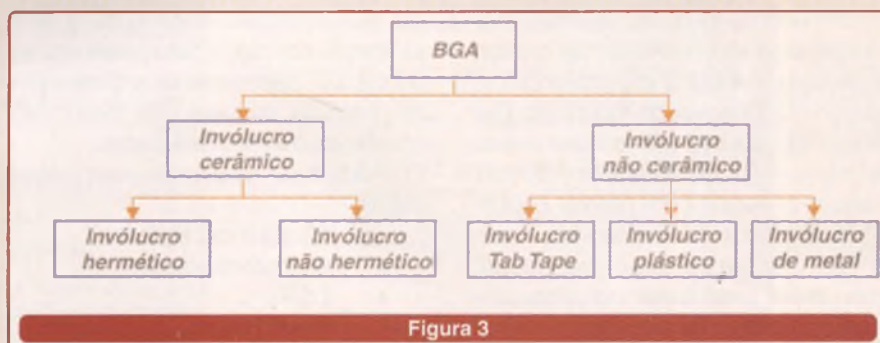 BGA
Invólucro
cerâmico
Invólucro
não cerâmico
Invólucro
hermético
Invólucro
não hermético
Invólucro
Tab Tape
Invólucro
plástico
Invólucro
de metal
Figura 3